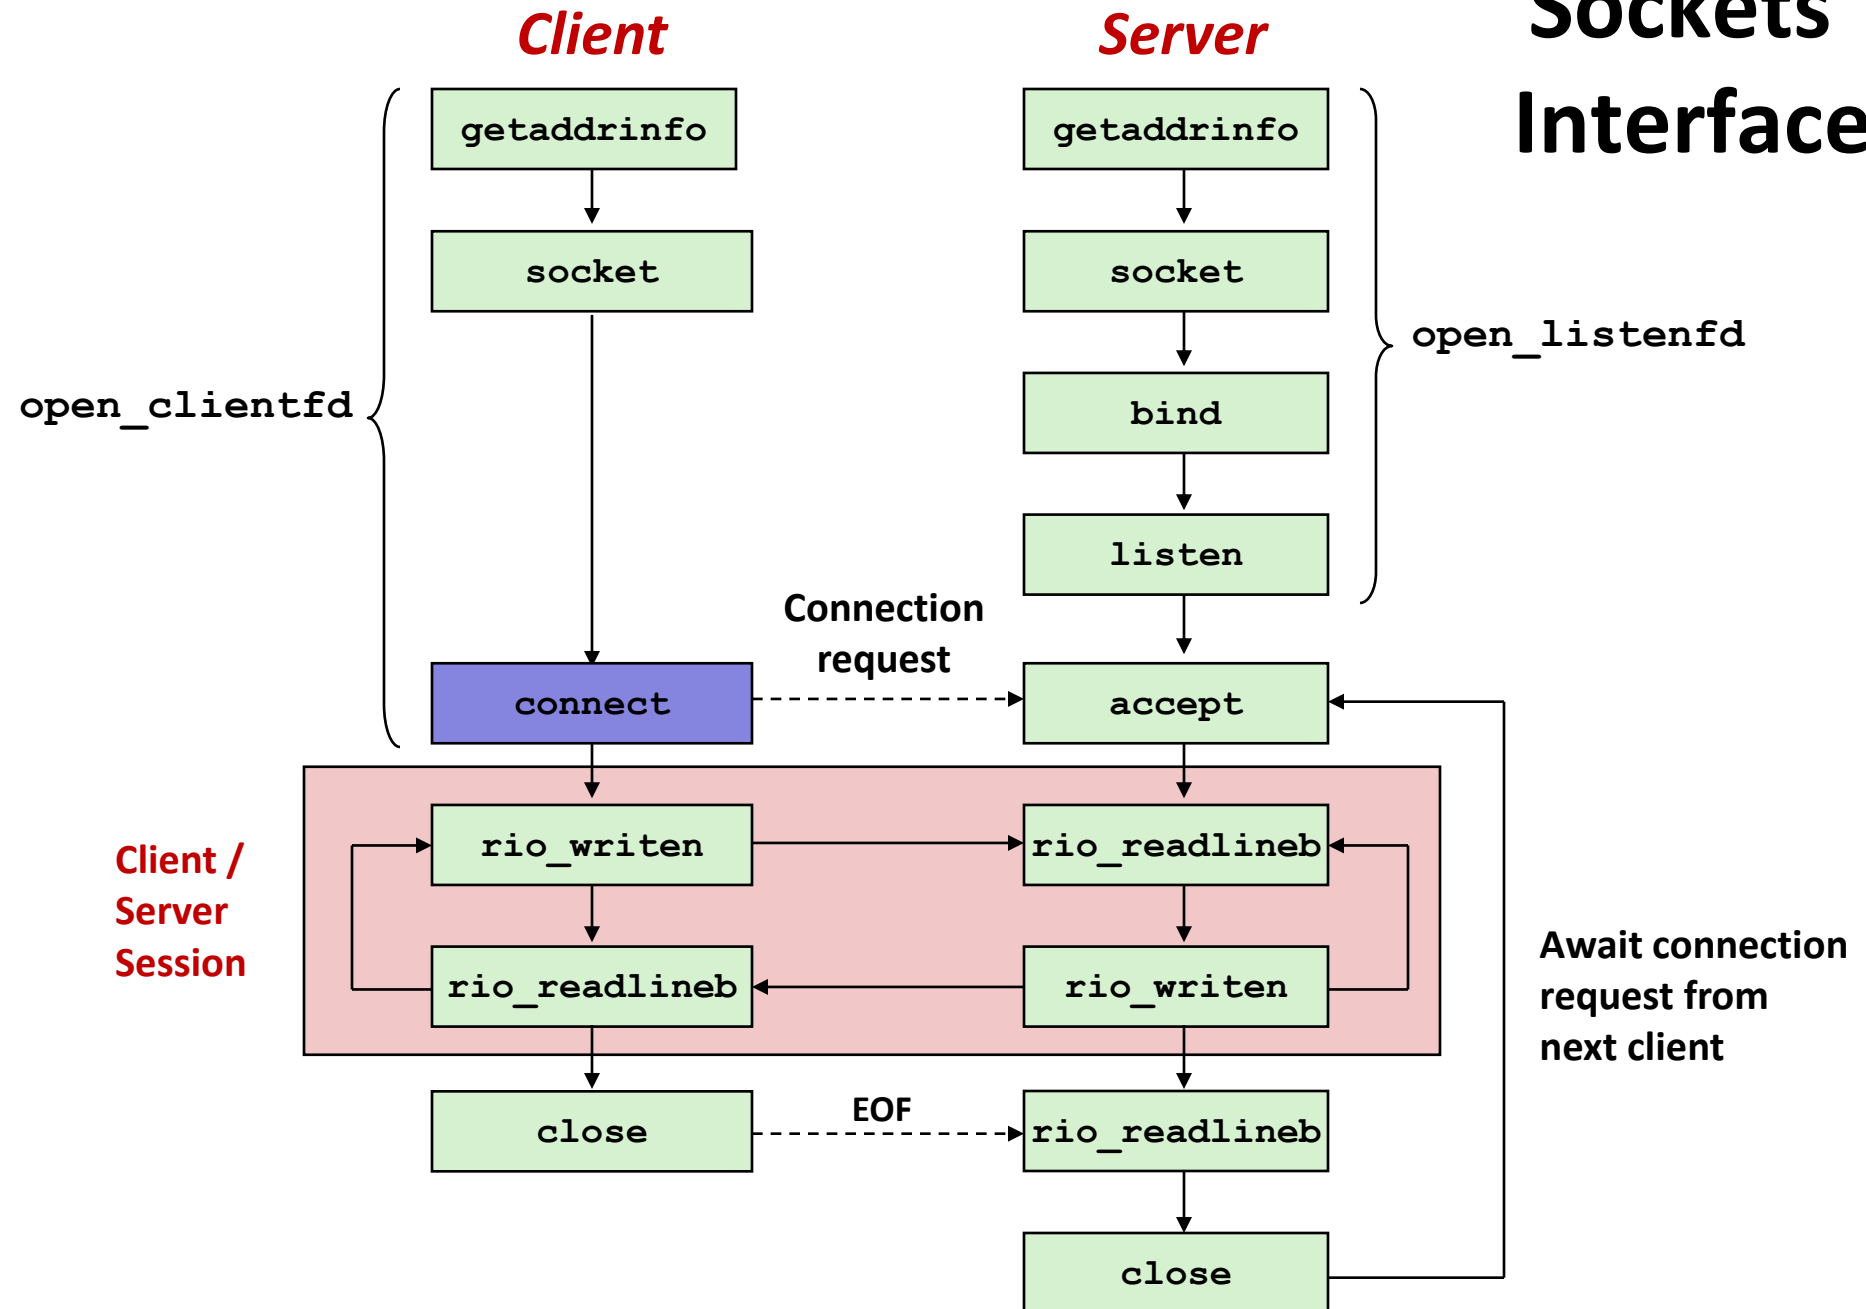 Sockets
Interface
Client
Server
getaddrinfo
getaddrinfo
socket
socket
open_listenfd
open_clientfd
bind
listen
Connection
request
connect
accept
Client /
Server
Session
rio_writen
rio_readlineb
rio_readlineb
rio_writen
Await connection
request from
next client
close
EOF
rio_readlineb
close